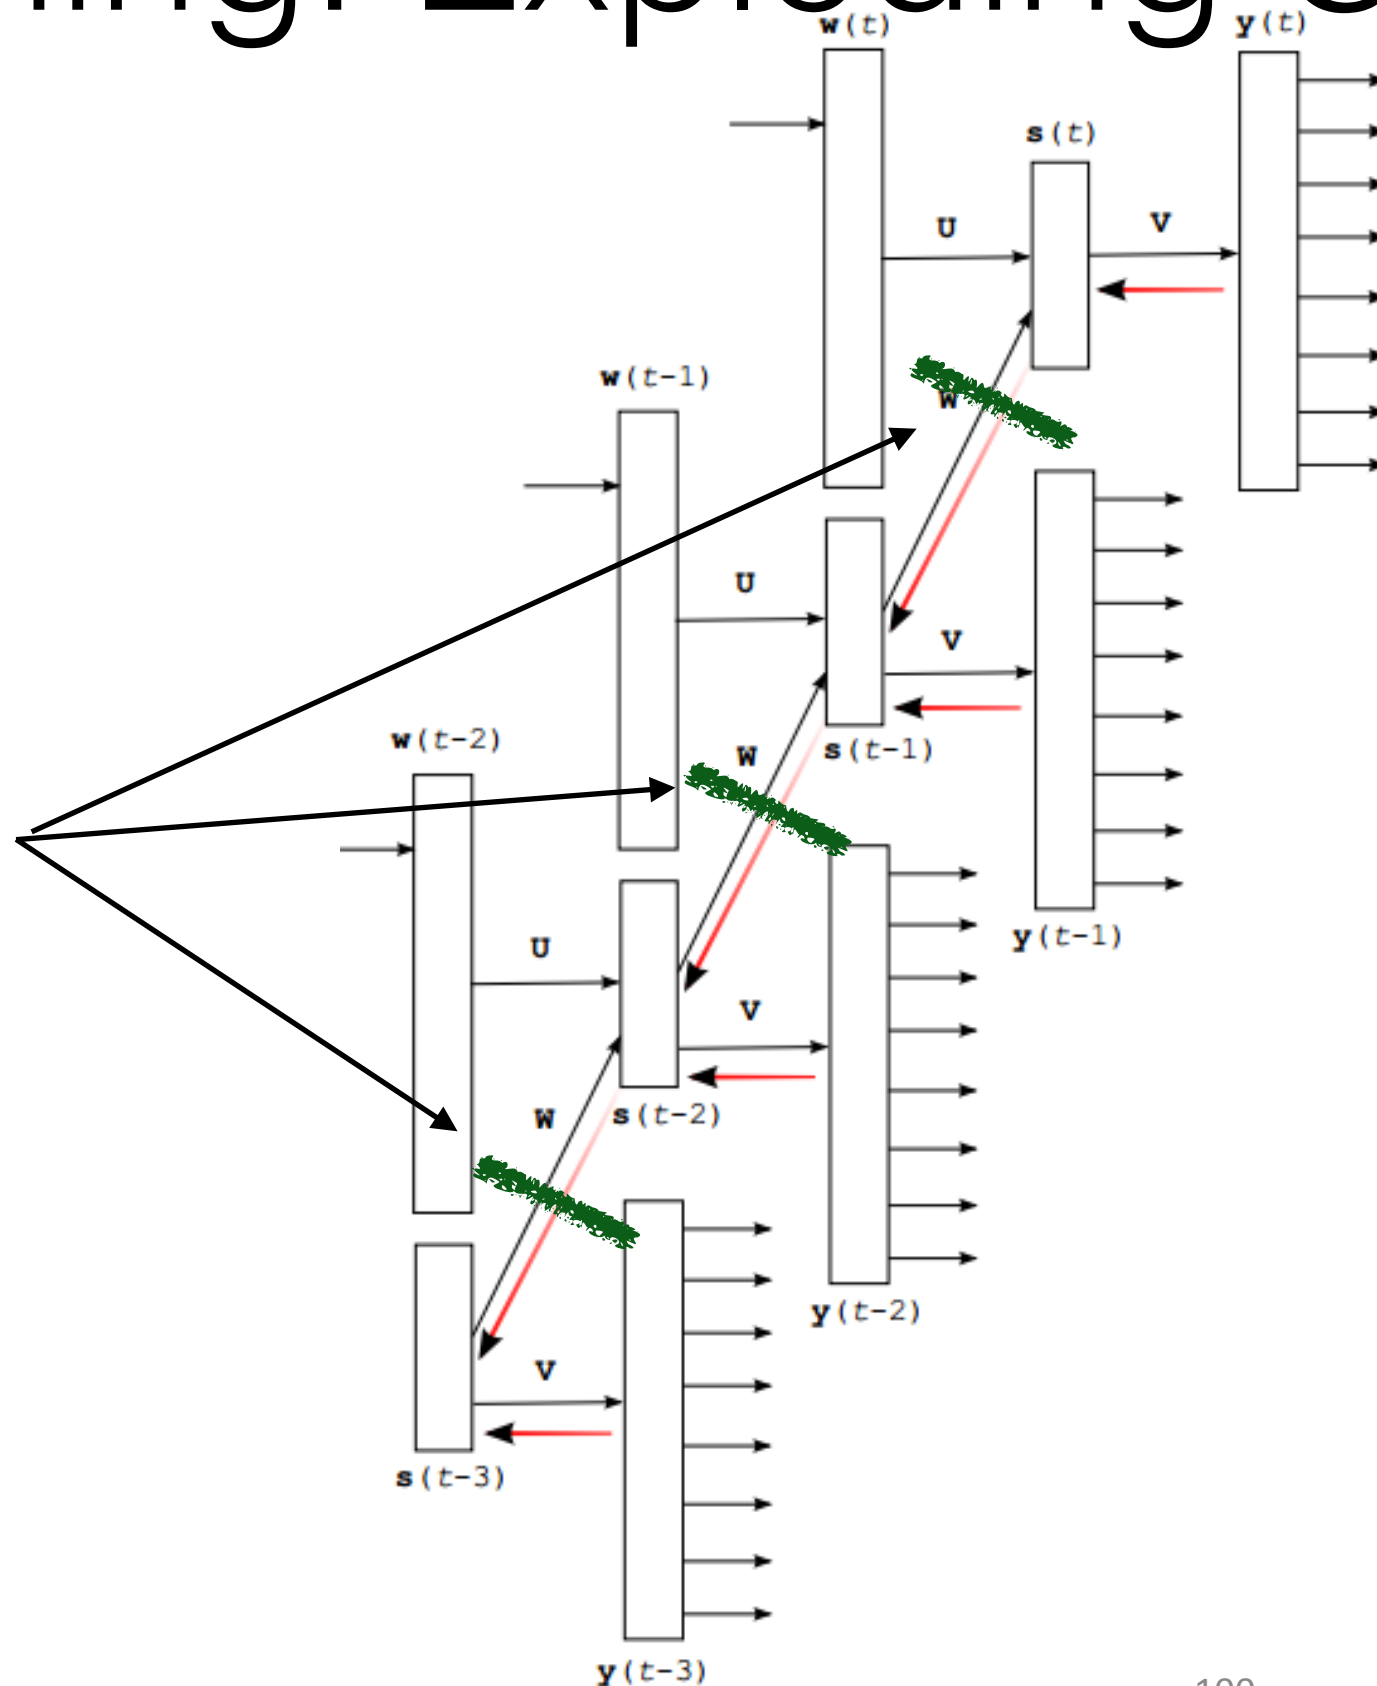 w(t)
y(t)
s(t)
U
V
w(t-1)
W
U
V
w(t-2)
W
s(t-1)
y(t-1)
U
V
W
s(t-2)
y(t-2)
V
s(t-3)
y(t-3)